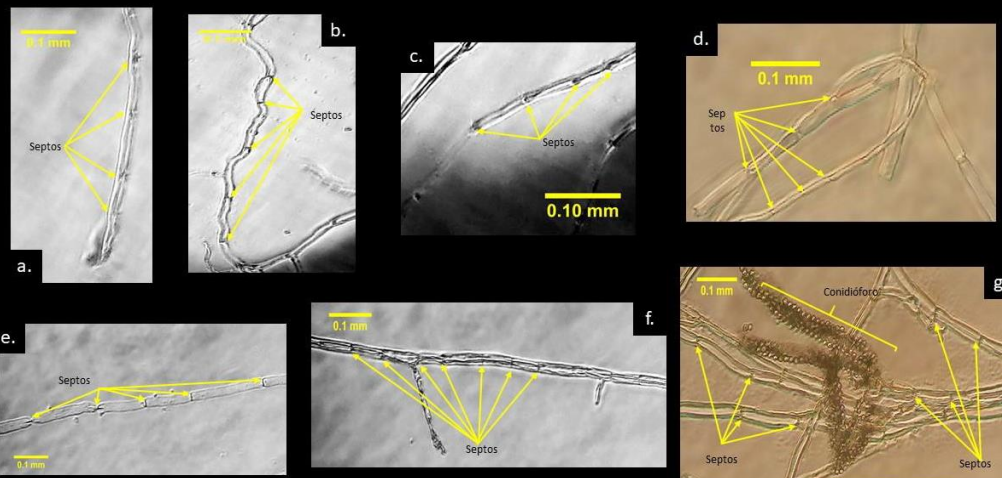 0.1 mm
Septos
a.
b.
Septos
c.
Septos
0.10 mm
d.
0.1 mm
Sep
tos
e.
Septos
0.1 mm
f.
0.1 mm
Septos
g
0.1 mm
Conidióforo
Septos
Septos